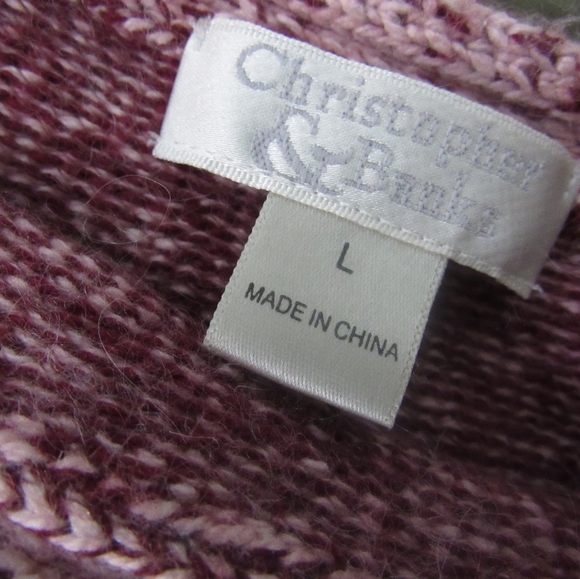 Christopher
& Banks
L
MADE IN CHINA